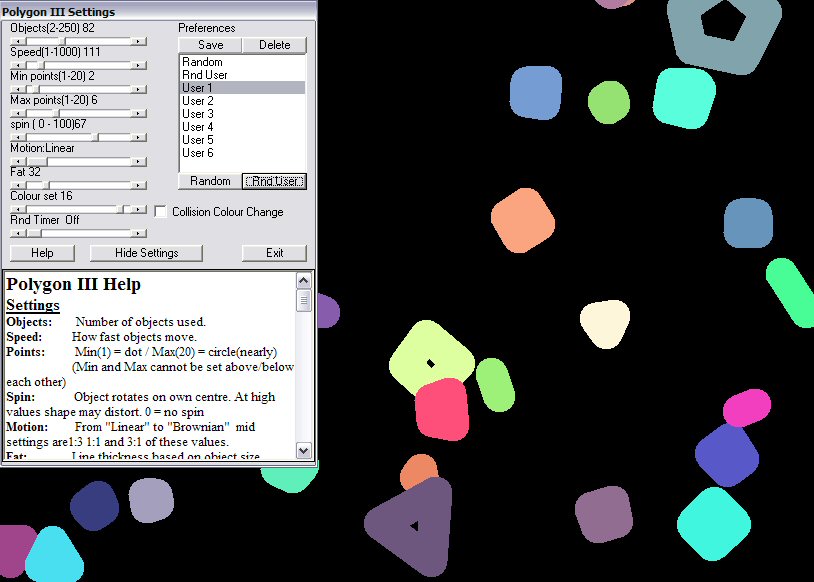 Polygon III Settings
Objects(2-250) 82
Speed(1-1000) 111
Min points(1-20) 2
Max points(1-20) 6
spin ( 0 - 100)67
Motion:Linear
Fat 32
Colour set 16
Rnd Timer  Off
Preferences
Save
Delete
Random
Rnd User
User 1
User 2
User 3
User 4
User 5
User 6
Random
Rnd User
Collision Colour Change
Help
Hide Settings
Exit
Polygon III Help
Settings
Objects: Number of objects used.
Speed: How fast objects move.
Points: Min(1) = dot / Max(20) = circle(nearly)
(Min and Max cannot be set above/below
each other)
Spin: Object rotates on own centre. At high
values shape may distort. 0 = no spin
Motion: From "Linear" to "Brownian"  mid
settings are1:3 1:1 and 3:1 of these values.
Fat: Line thickness based on object size